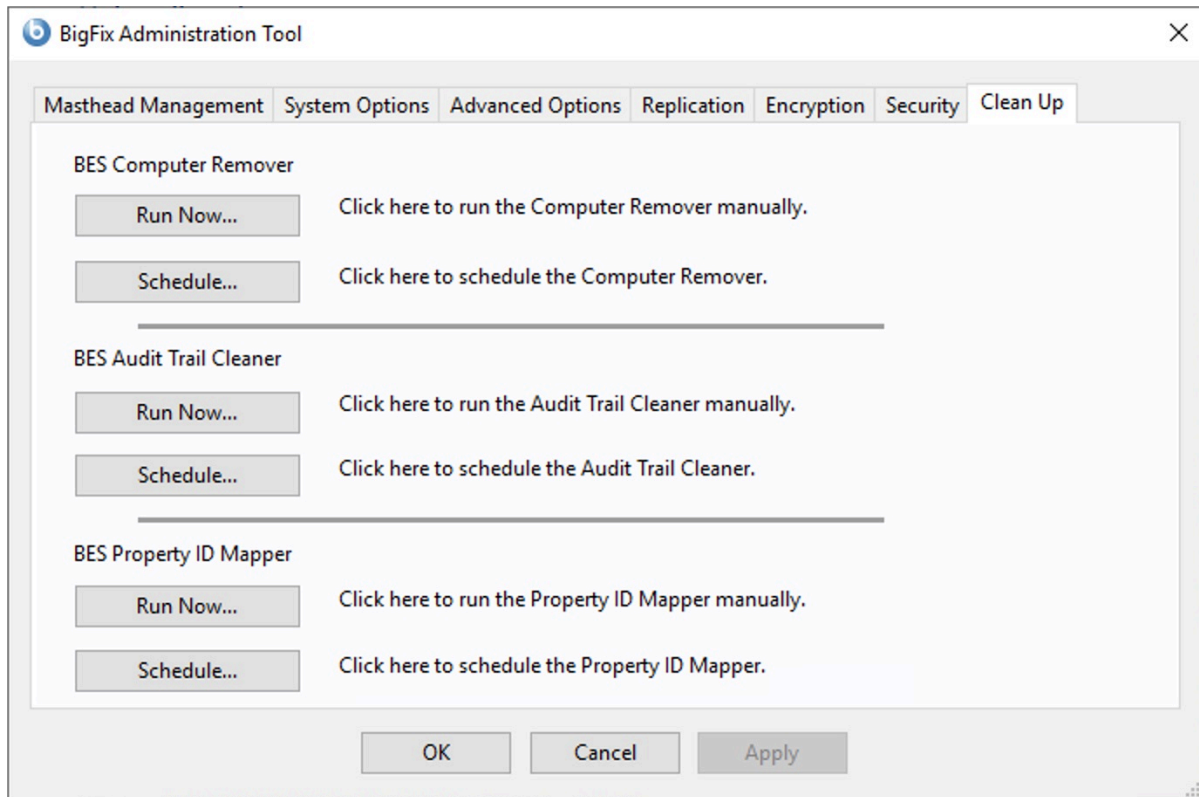 BigFix Administration Tool
Masthead Management System Options Advanced Options Replication Encryption Security Clean Up
BES Computer Remover
Run Now... Click here to run the Computer Remover manually.
Schedule... Click here to schedule the Computer Remover.
BES Audit Trail Cleaner
Run Now... Click here to run the Audit Trail Cleaner manually.
Schedule... Click here to schedule the Audit Trail Cleaner.
BES Property ID Mapper
Run Now... Click here to run the Property ID Mapper manually.
Schedule... Click here to schedule the Property ID Mapper.
OK Cancel Apply